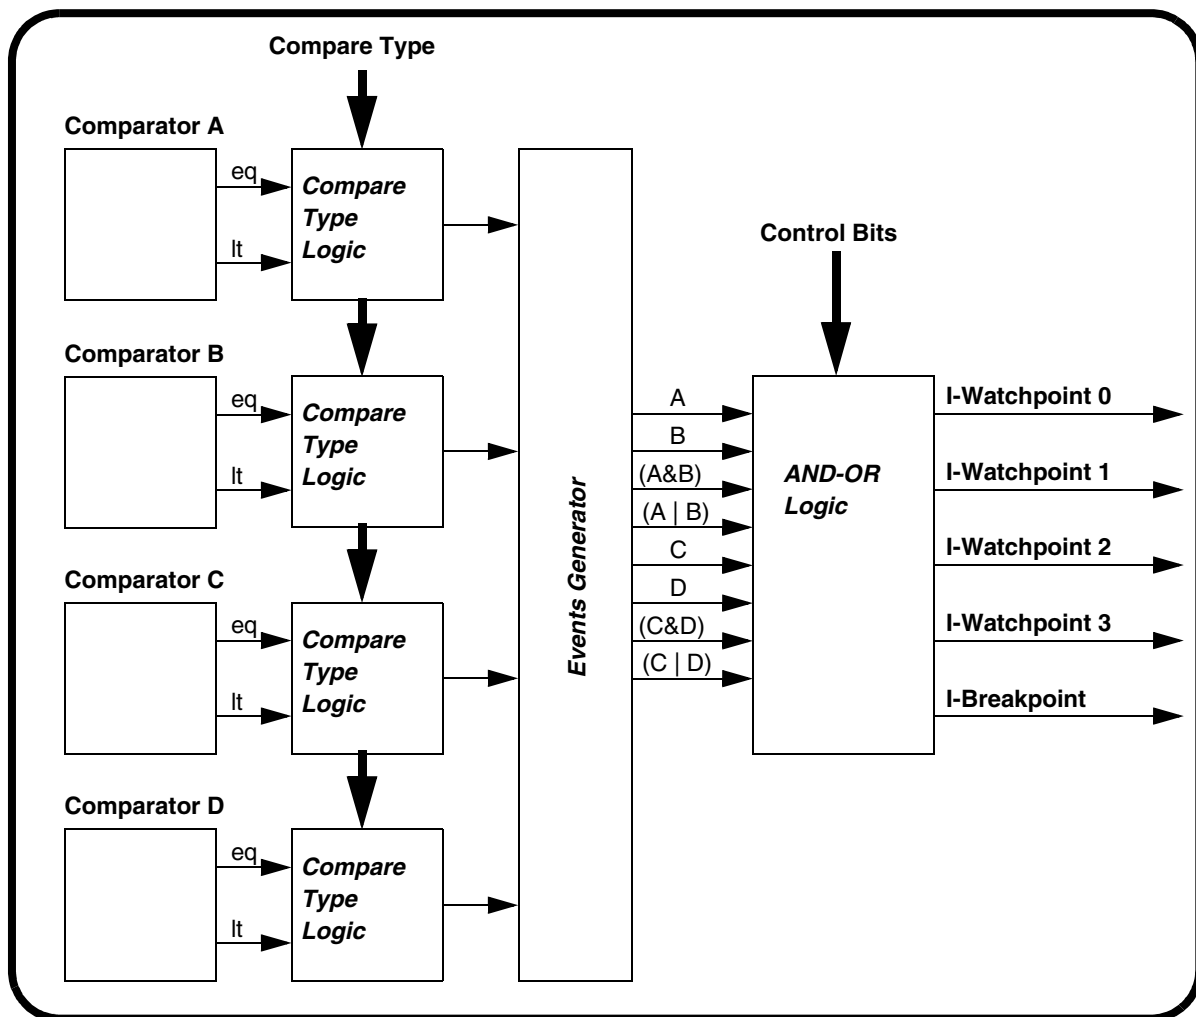 Compare Type
Comparator A
eq
lt
Compare
Type
Logic
Control Bits
Comparator B
eq
lt
Compare
Type
Logic
Comparator C
eq
lt
Compare
Type
Logic
Comparator D
eq
lt
Compare
Type
Logic
Events Generator
A
B
(A&B)
(A | B)
C
D
(C&D)
(C | D)
AND-OR
Logic
I-Watchpoint 0
I-Watchpoint 1
I-Watchpoint 2
I-Watchpoint 3
I-Breakpoint